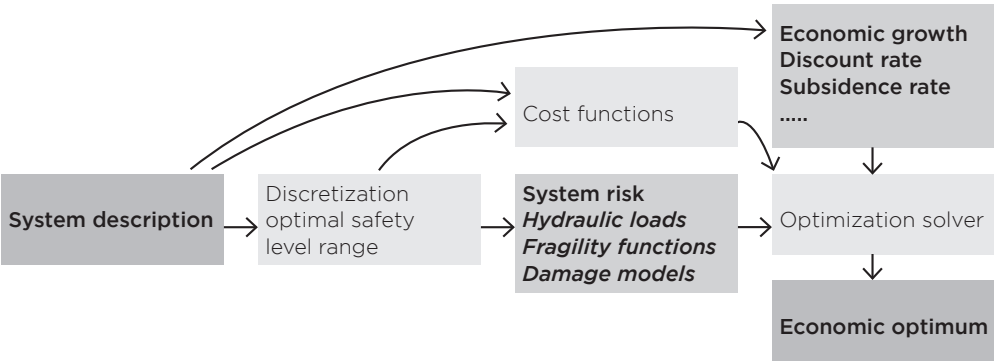 Economic growth
Discount rate
Subsidence rate
.....
Cost functions
System description
Discretization
optimal safety
level range
System risk
Hydraulic loads
Fragility functions
Damage models
Optimization solver
Economic optimum